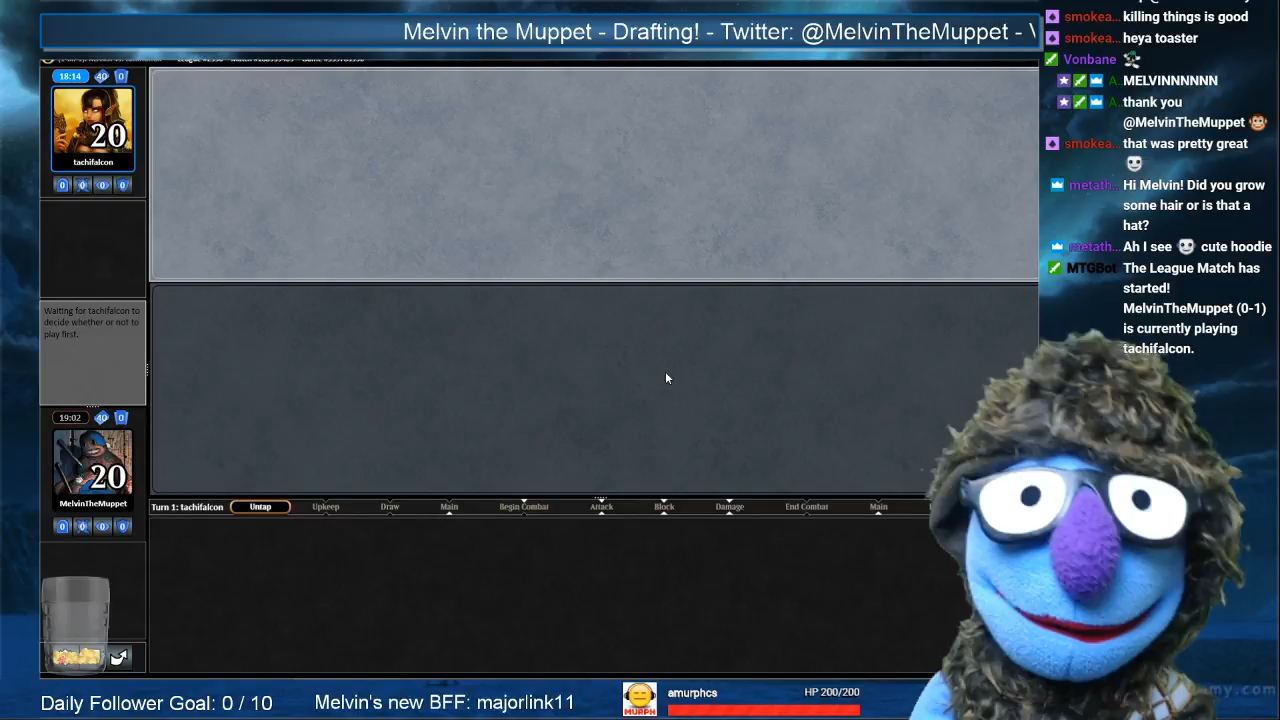 Melvin the Muppet - Drafting! - Twitter: @MelvinTheMuppet -
18:14 40 0
20
tachifalcon
0 0 0 0
Waiting for tachifalcon to
decide whether or not to
play first.
19:02 40 0
20
MelvinTheMuppet
0 0 0 0
Turn 1: tachifalcon Untap Upkeep Draw Main Begin Combat Attack Block Damage End Combat Main
smokea... killing things is good
smokea... heya toaster
Vonbane
A. MELVINNNNNN
A. thank you
@MelvinTheMuppet
smokea... that was pretty great
metath... Hi Melvin! Did you grow
some hair or is that a
hat?
metath... Ah I see cute hoodie
MTGBot The League Match has
started!
MelvinTheMuppet (0-1)
is currently playing
tachifalcon.
Daily Follower Goal: 0 / 10 Melvin's new BFF: majorlink11
MURPH
amurphcs HP 200/200